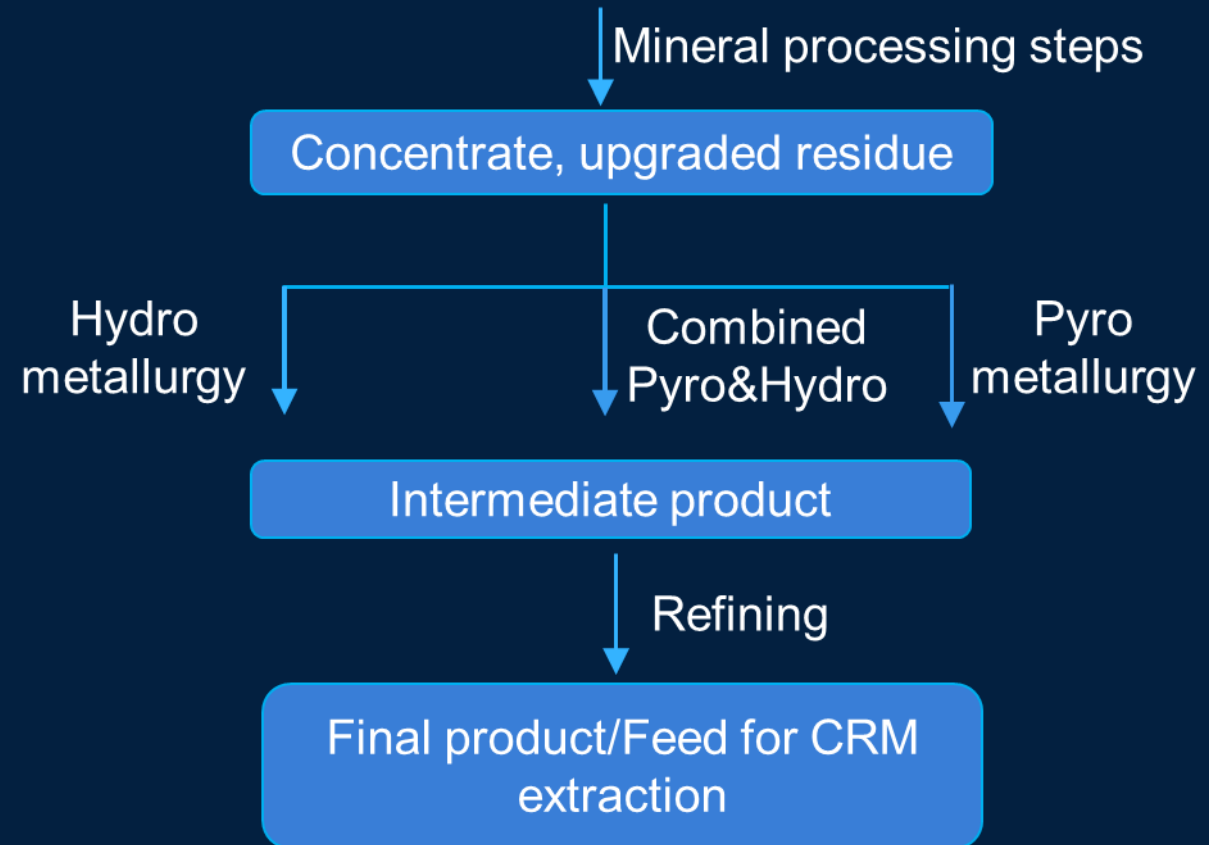 Mineral processing steps
Concentrate, upgraded residue
Hydro
metallurgy
Combined
Pyro&Hydro
Pyro
metallurgy
Intermediate product
Refining
Final product/Feed for CRM
extraction